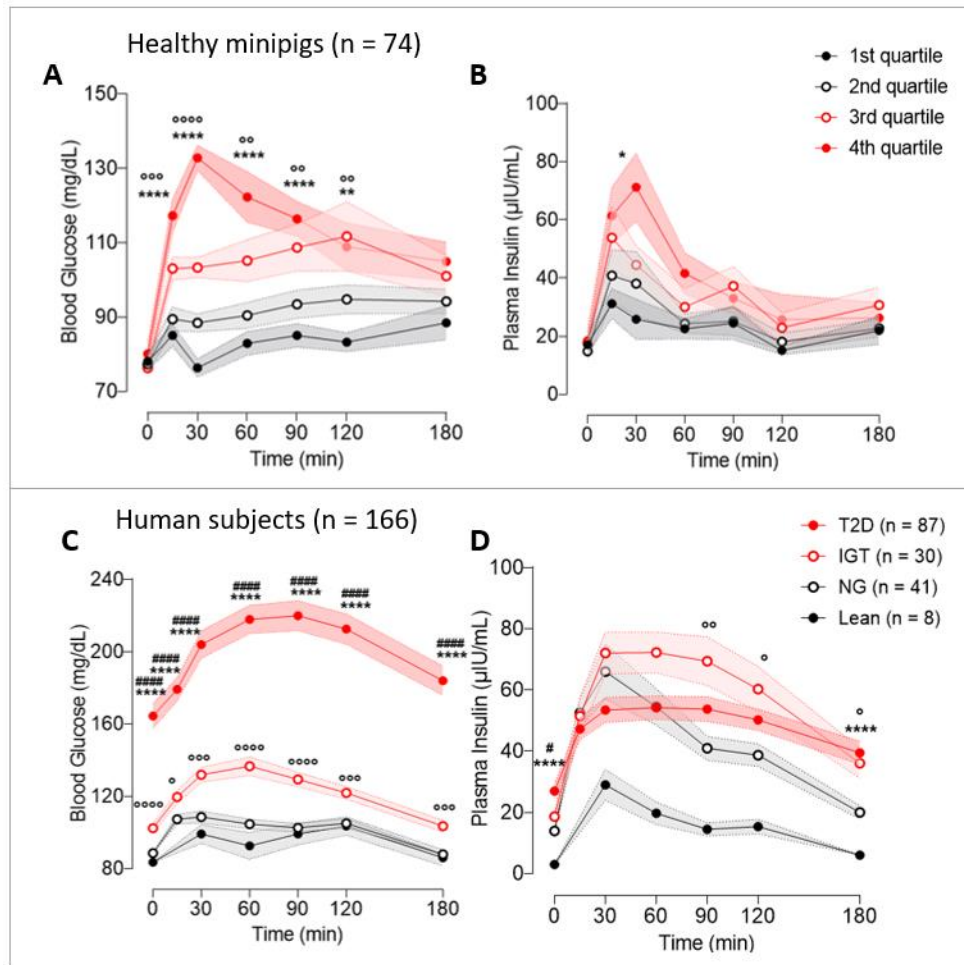 Healthy minipigs (n = 74)
A
Blood Glucose (mg/dL)
150
130
110
90
70
°°° °°°° °° °° °°
**** **** **** **** **
0 30 60 90 120 180
Time (min)
B
Plasma Insulin (µIU/mL)
100
80
60
40
20
0
*
0 30 60 90 120 180
Time (min)
1st quartile
2nd quartile
3rd quartile
4th quartile
Human subjects (n = 166)
C
Blood Glucose (mg/dL)
240
200
160
120
80
#### #### #### #### #### #### ####
**** **** **** **** **** **** ****
°°°° ° °°° °°°° °°°° °°° °°°
0 30 60 90 120 180
Time (min)
D
Plasma Insulin (µIU/mL)
100
80
60
40
20
0
#
****
°°
°
°
****
0 30 60 90 120 180
Time (min)
T2D (n = 87)
IGT (n = 30)
NG (n = 41)
Lean (n = 8)